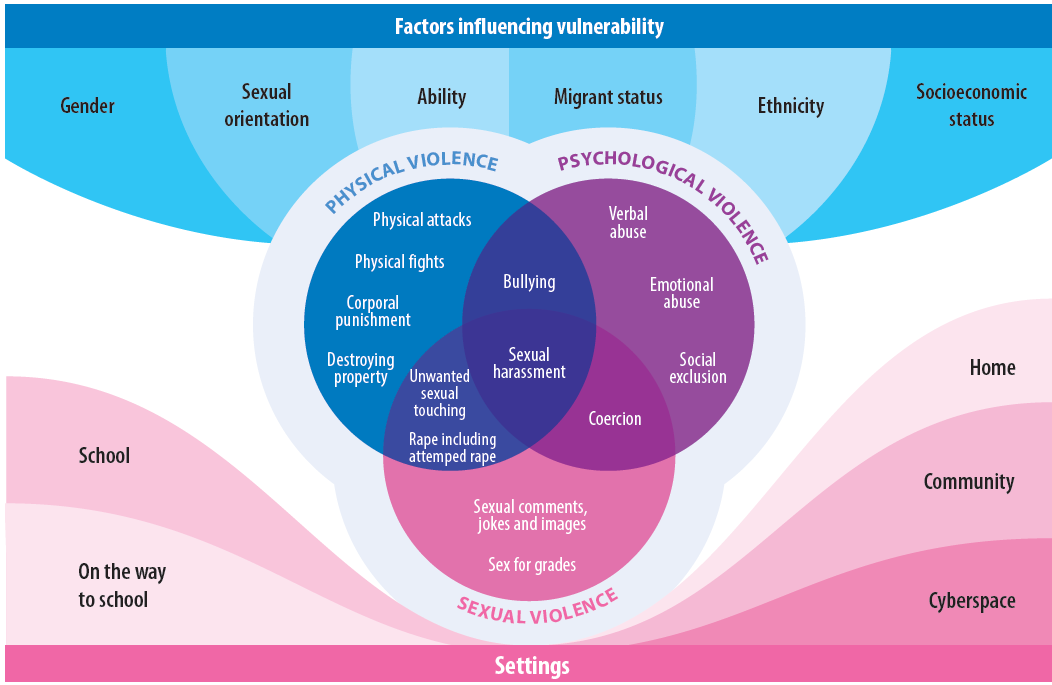 Factors influencing vulnerability
Gender
Sexual
orientation
Ability
Migrant status
Ethnicity
Socioeconomic
status
PHYSICAL VIOLENCE
PSYCHOLOGICAL VIOLENCE
Physical attacks
Physical fights
Corporal
punishment
Destroying
property
Bullying
Verbal
abuse
Emotional
abuse
Social
exclusion
Sexual
harassment
Unwanted
sexual
touching
Rape including
attemped rape
Coercion
Sexual comments,
jokes and images
Sex for grades
SEXUAL VIOLENCE
School
On the way
to school
Home
Community
Cyberspace
Settings